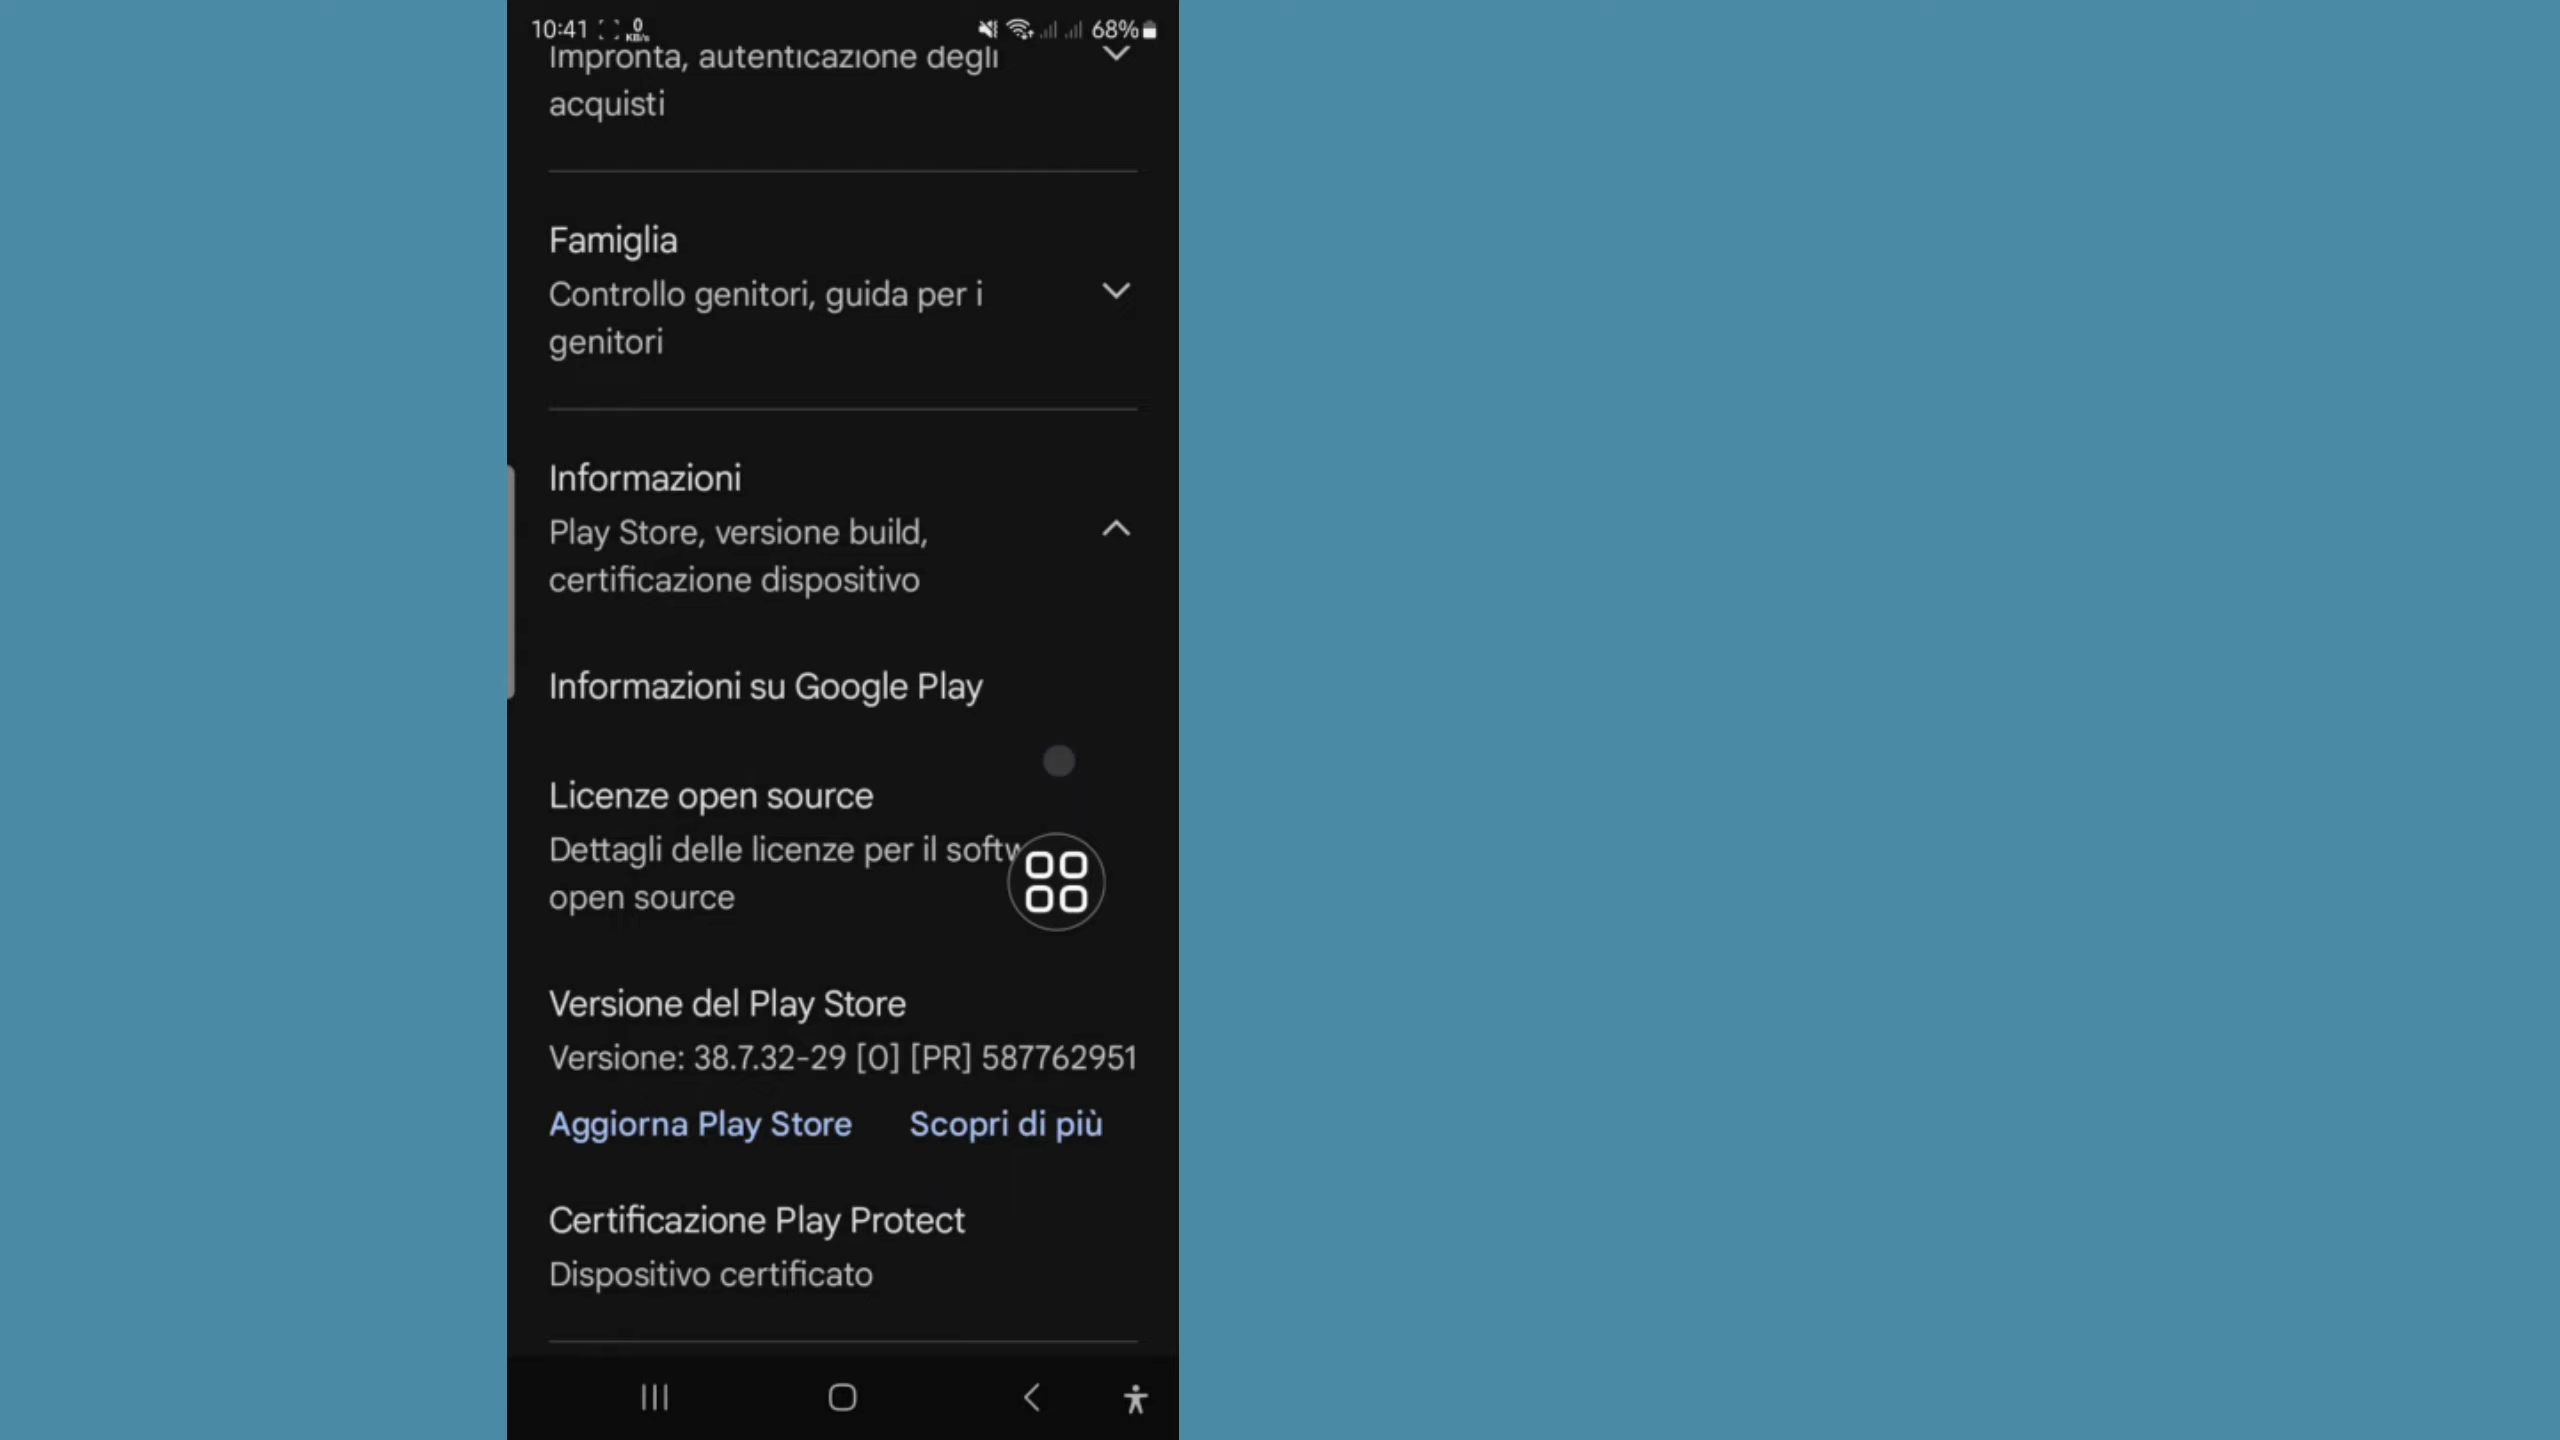 10:41 0 KB/s 68%
Impronta, autenticazione degli
acquisti
Famiglia
Controllo genitori, guida per i
genitori
Informazioni
Play Store, versione build,
certificazione dispositivo
Informazioni su Google Play
Licenze open source
Dettagli delle licenze per il
open source
Versione del Play Store
Versione: 38.7.32-29 [0] [PR] 587762951
Aggiorna Play Store Scopri di più
Certificazione Play Protect
Dispositivo certificato